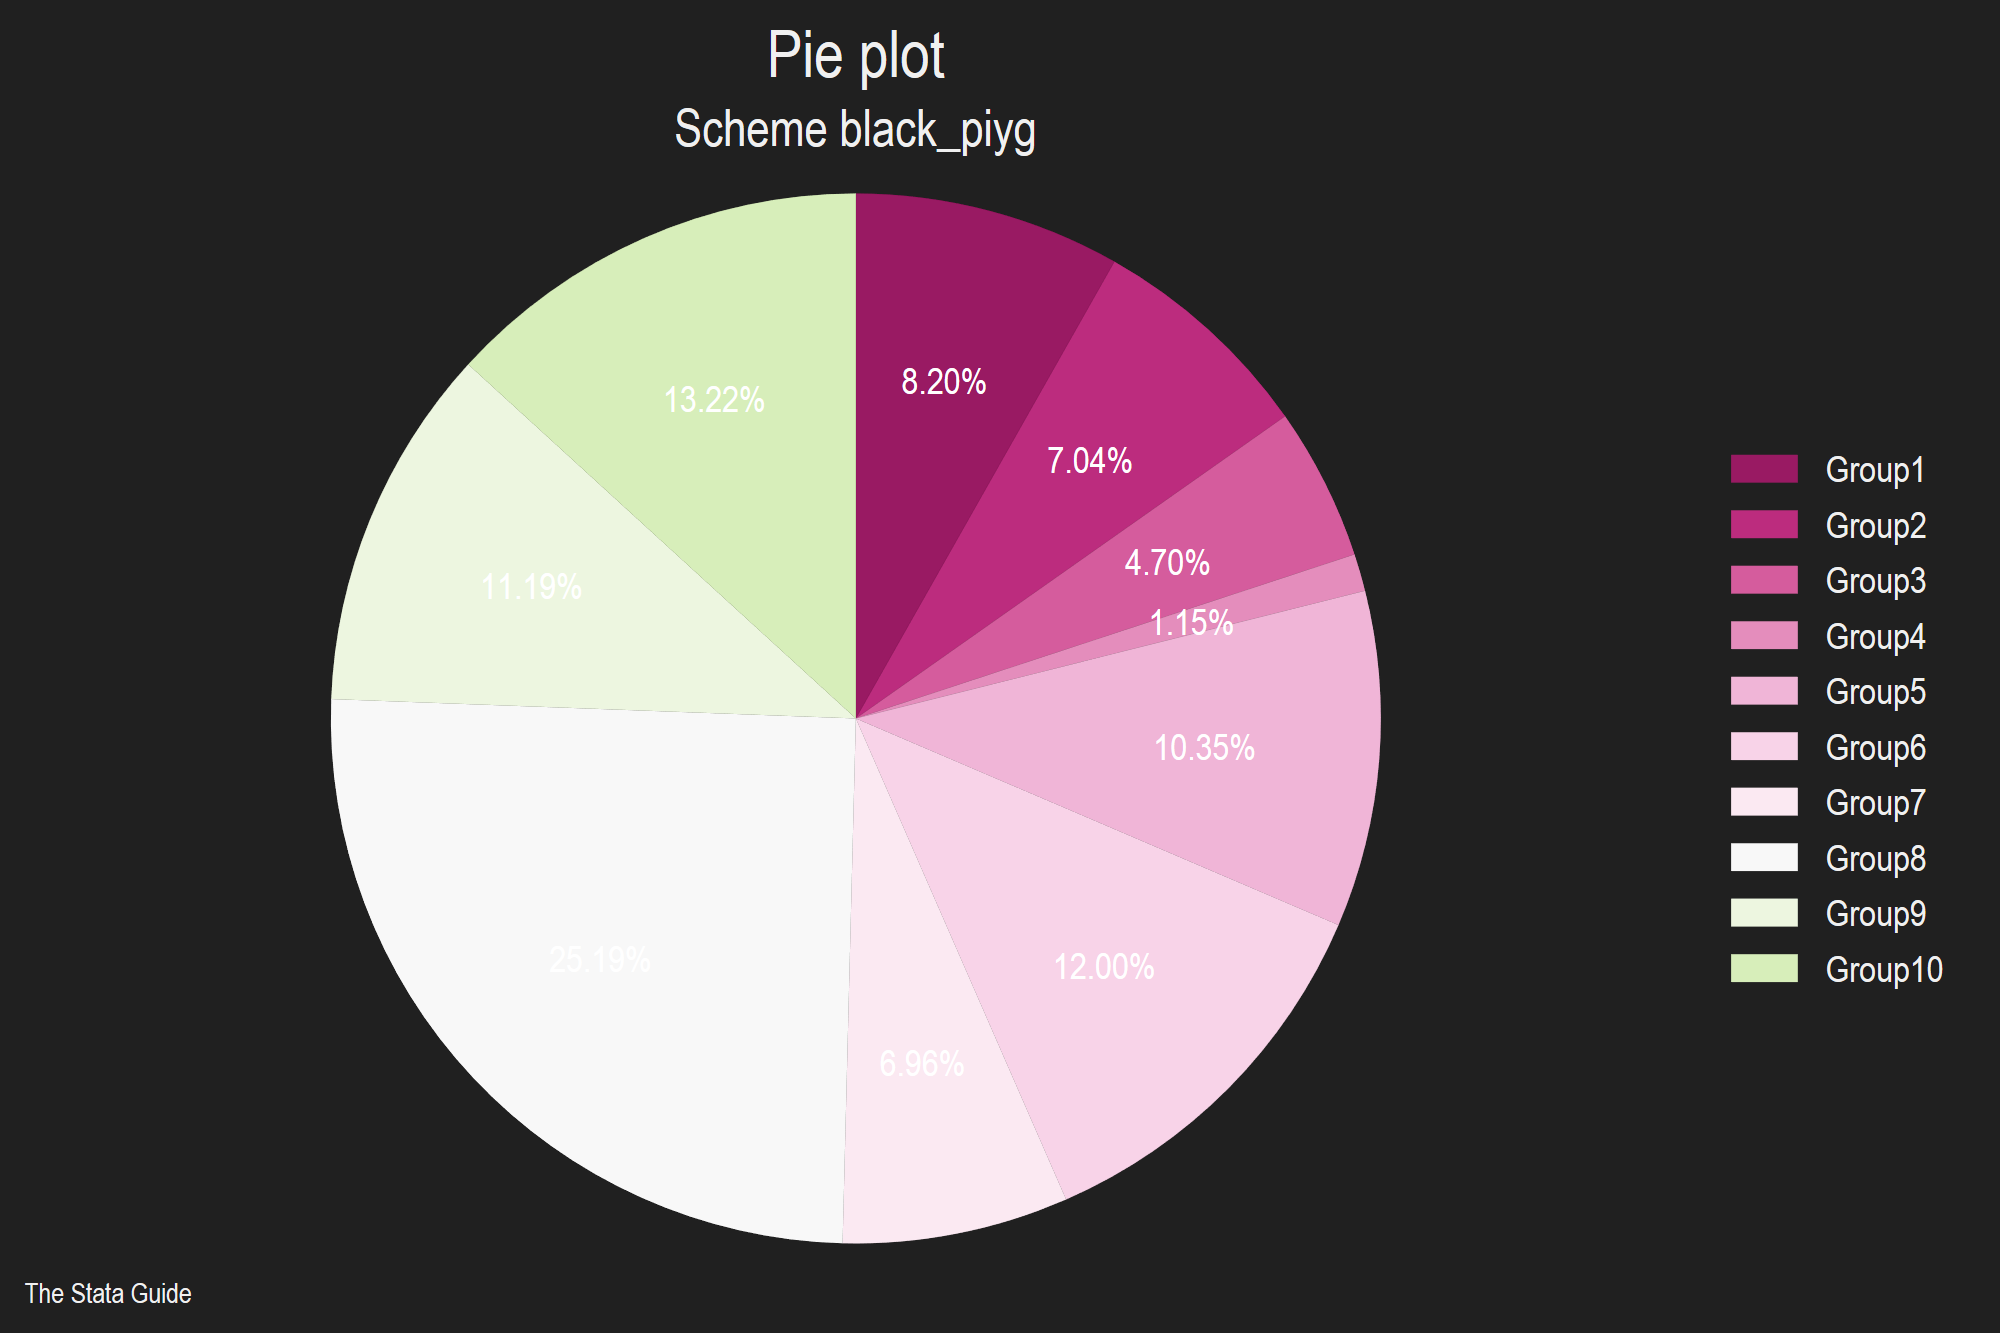 Pie plot
Scheme black_piyg
8.20%
7.04%
4.70%
1.15%
10.35%
12.00%
6.96%
25.19%
11.19%
13.22%
Group1
Group2
Group3
Group4
Group5
Group6
Group7
Group8
Group9
Group10
The Stata Guide